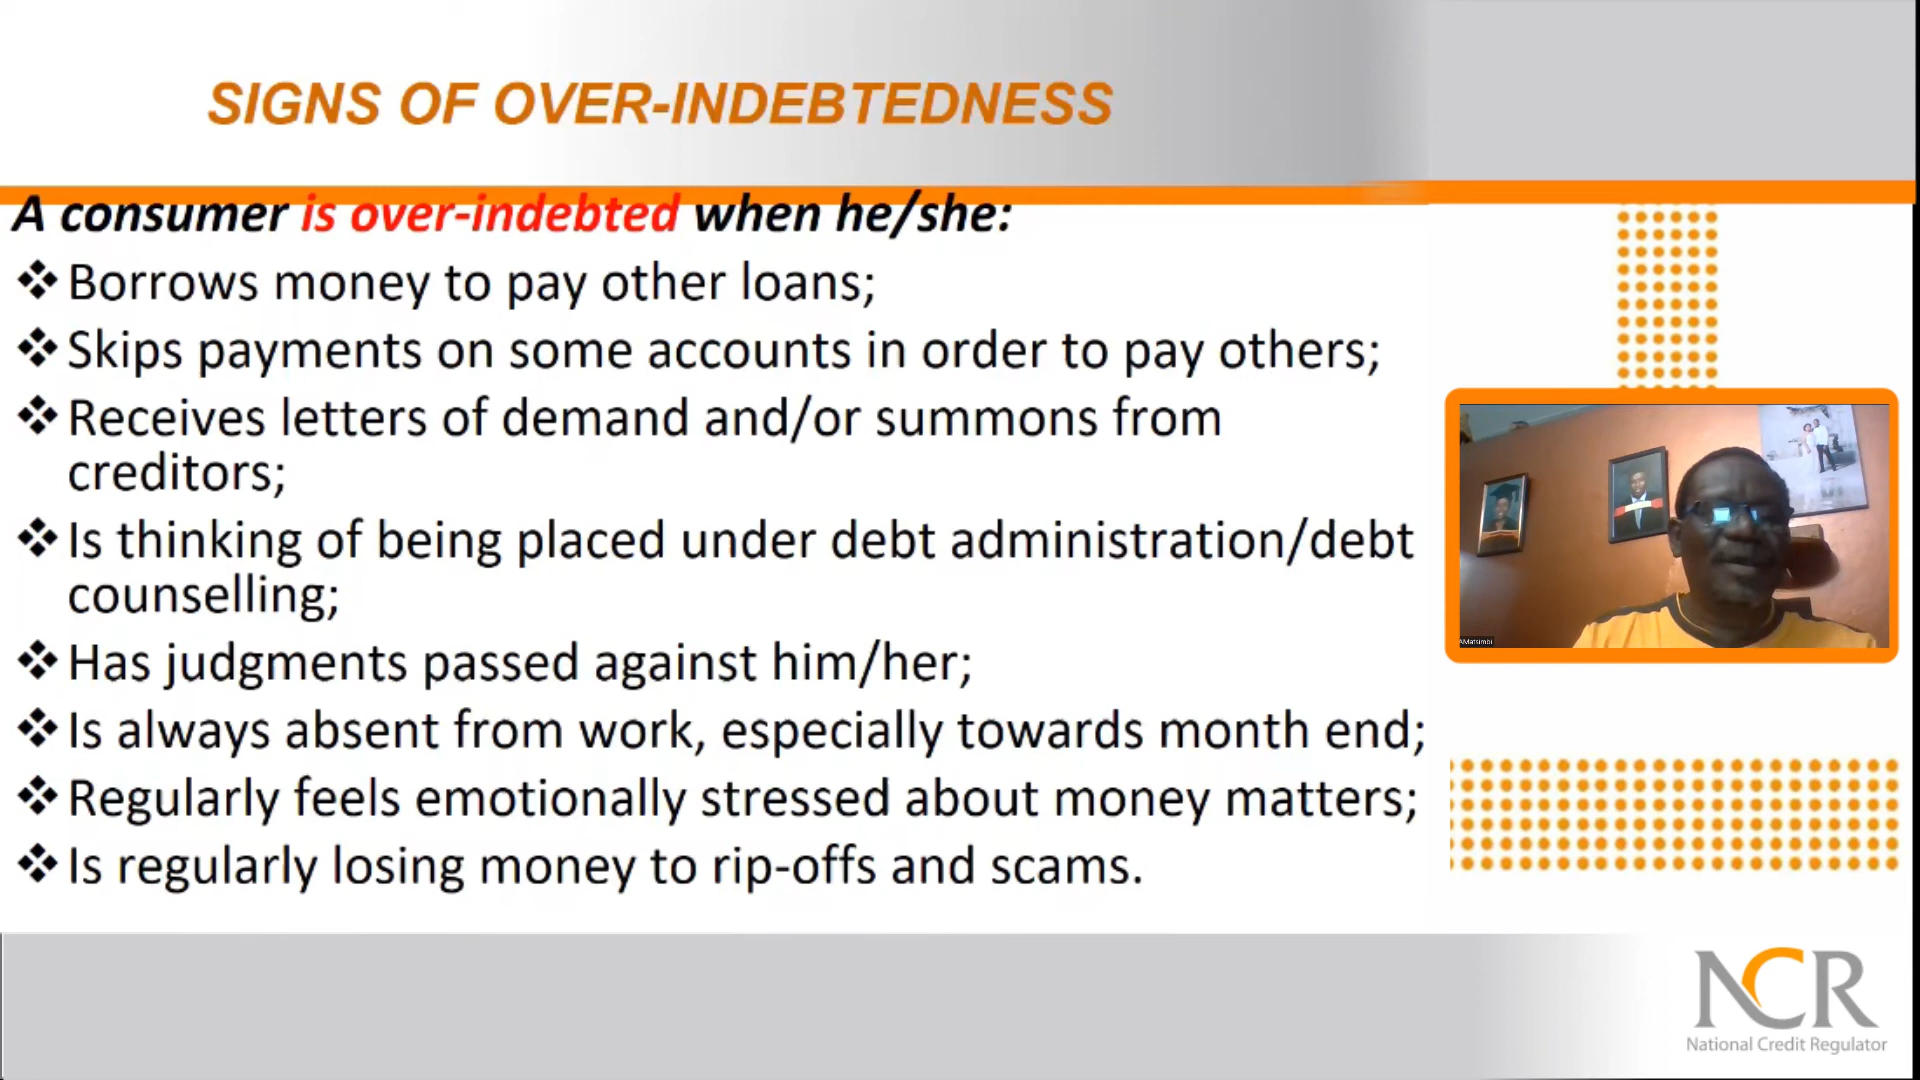 SIGNS OF OVER-INDEBTEDNESS
A consumer is over-indebted when he/she:
❖ Borrows money to pay other loans;
❖ Skips payments on some accounts in order to pay others;
❖ Receives letters of demand and/or summons from
creditors;
❖ Is thinking of being placed under debt administration/debt
counselling;
❖ Has judgments passed against him/her;
❖ Is always absent from work, especially towards month end;
❖ Regularly feels emotionally stressed about money matters;
❖ Is regularly losing money to rip-offs and scams.
AMatsimbi
NCR
National Credit Regulator